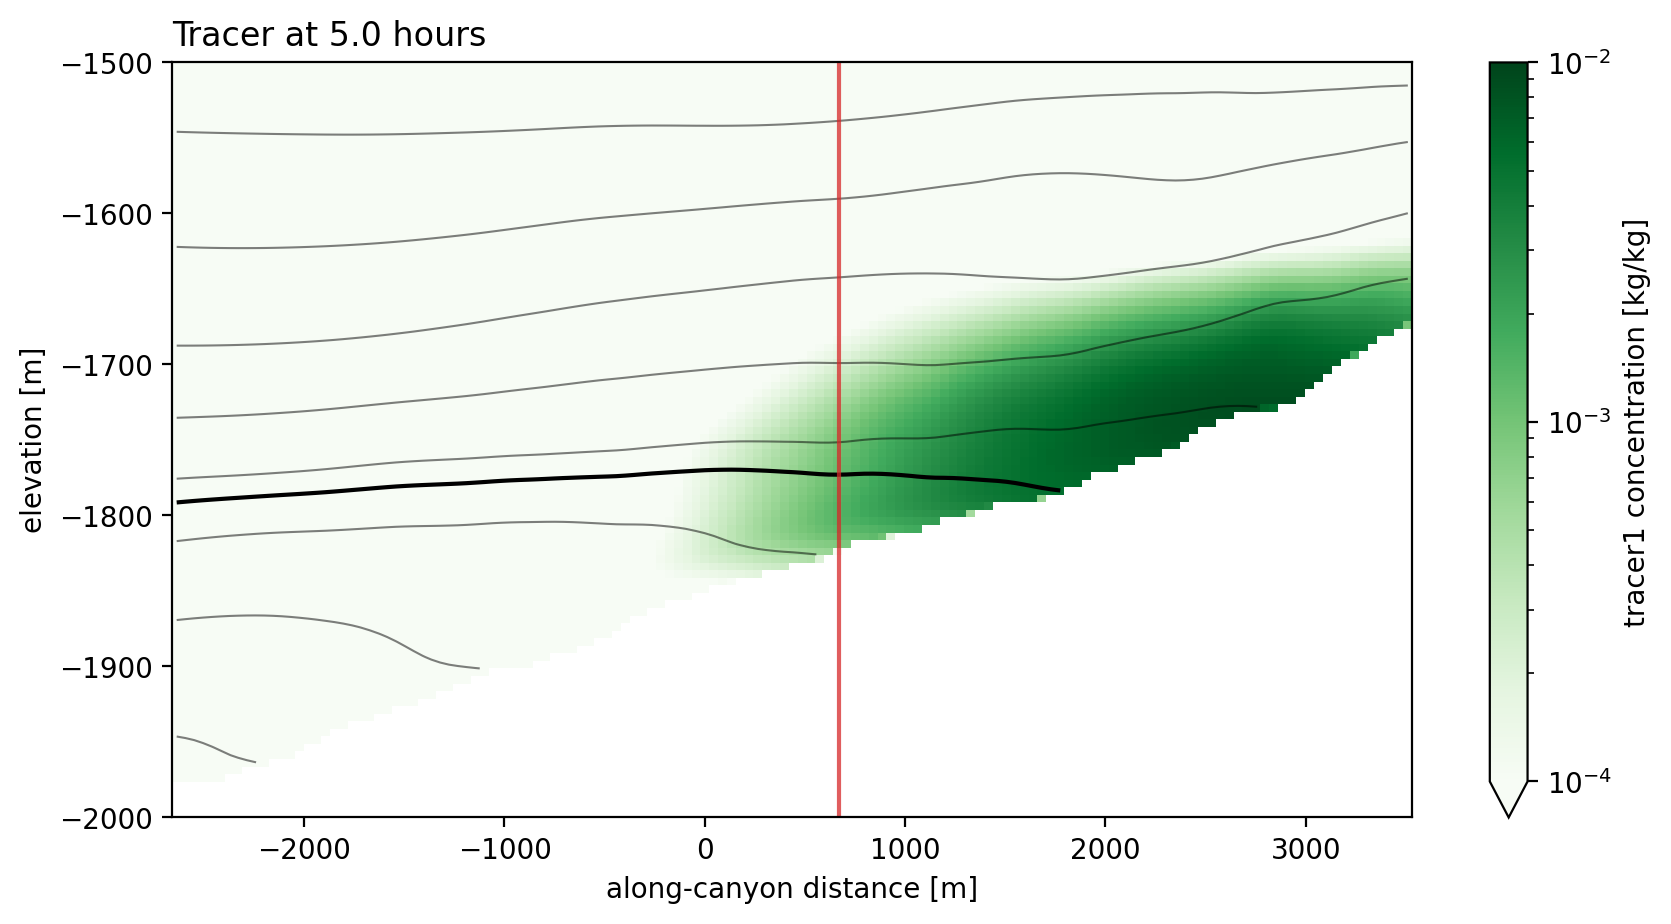 Tracer at 5.0 hours
−1500
−1600
−1700
−1800
−1900
−2000
elevation [m]
−2000 −1000 0 1000 2000 3000
along-canyon distance [m]
10⁻²
10⁻³
10⁻⁴
tracer1 concentration [kg/kg]